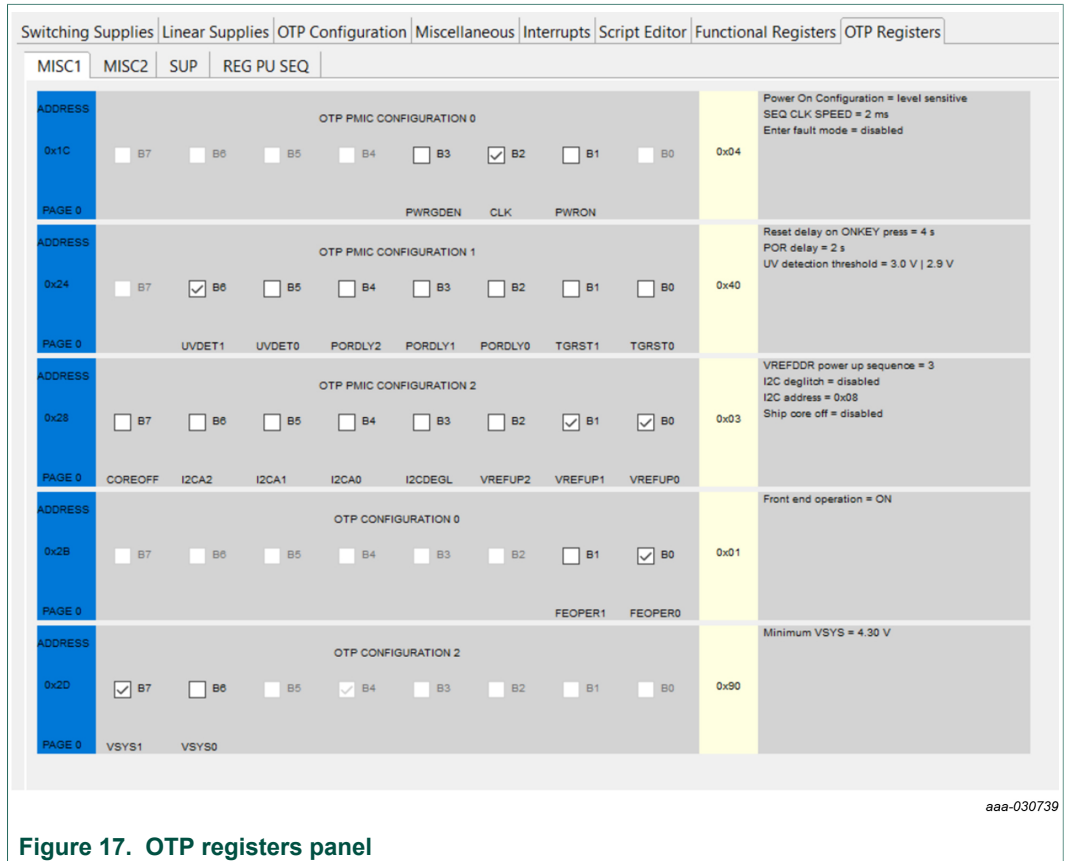 Switching Supplies Linear Supplies OTP Configuration Miscellaneous Interrupts Script Editor Functional Registers OTP Registers
MISC1 MISC2 SUP REG PU SEQ
ADDRESS
OTP PMIC CONFIGURATION 0
0x1C B7 B6 B5 B4 B3 B2 B1 B0 0x04
PAGE 0 PWRGDEN CLK PWRON
Power On Configuration = level sensitive
SEQ CLK SPEED = 2 ms
Enter fault mode = disabled
ADDRESS
OTP PMIC CONFIGURATION 1
0x24 B7 B6 B5 B4 B3 B2 B1 B0 0x40
PAGE 0 UVDET1 UVDET0 PORDLY2 PORDLY1 PORDLY0 TGRST1 TGRST0
Reset delay on ONKEY press = 4 s
POR delay = 2 s
UV detection threshold = 3.0 V | 2.9 V
ADDRESS
OTP PMIC CONFIGURATION 2
0x28 B7 B6 B5 B4 B3 B2 B1 B0 0x03
PAGE 0 COREOFF I2CA2 I2CA1 I2CA0 I2CDEGL VREFUP2 VREFUP1 VREFUP0
VREFDDR power up sequence = 3
I2C deglitch = disabled
I2C address = 0x08
Ship core off = disabled
ADDRESS
OTP CONFIGURATION 0
0x2B B7 B6 B5 B4 B3 B2 B1 B0 0x01
PAGE 0 FEOPER1 FEOPER0
Front end operation = ON
ADDRESS
OTP CONFIGURATION 2
0x2D B7 B6 B5 B4 B3 B2 B1 B0 0x90
PAGE 0 VSYS1 VSYS0
Minimum VSYS = 4.30 V
aaa-030739
Figure 17. OTP registers panel